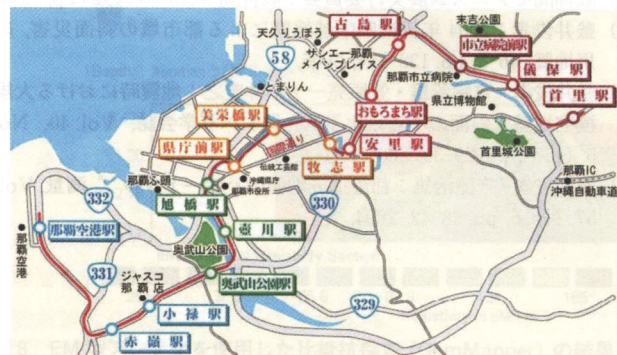 古島駅
末吉公園
天久りうぼう
サンエー那覇
メインプレイス
市立病院前駅
58
那覇市立病院
儀保駅
とまりん
県立博物館
首里駅
美栄橋駅
おもろまち駅
国際通り
県庁前駅
安里駅
首里城公園
伝統工芸館
牧志駅
那覇ふ頭
沖縄県庁
那覇市役所
那覇IC
沖縄自動車道
旭橋駅
332
330
那覇空港駅
壺川駅
那覇空港
奥武山公園
331
ジャスコ
那覇店
奥武山公園駅
329
小禄駅
赤嶺駅